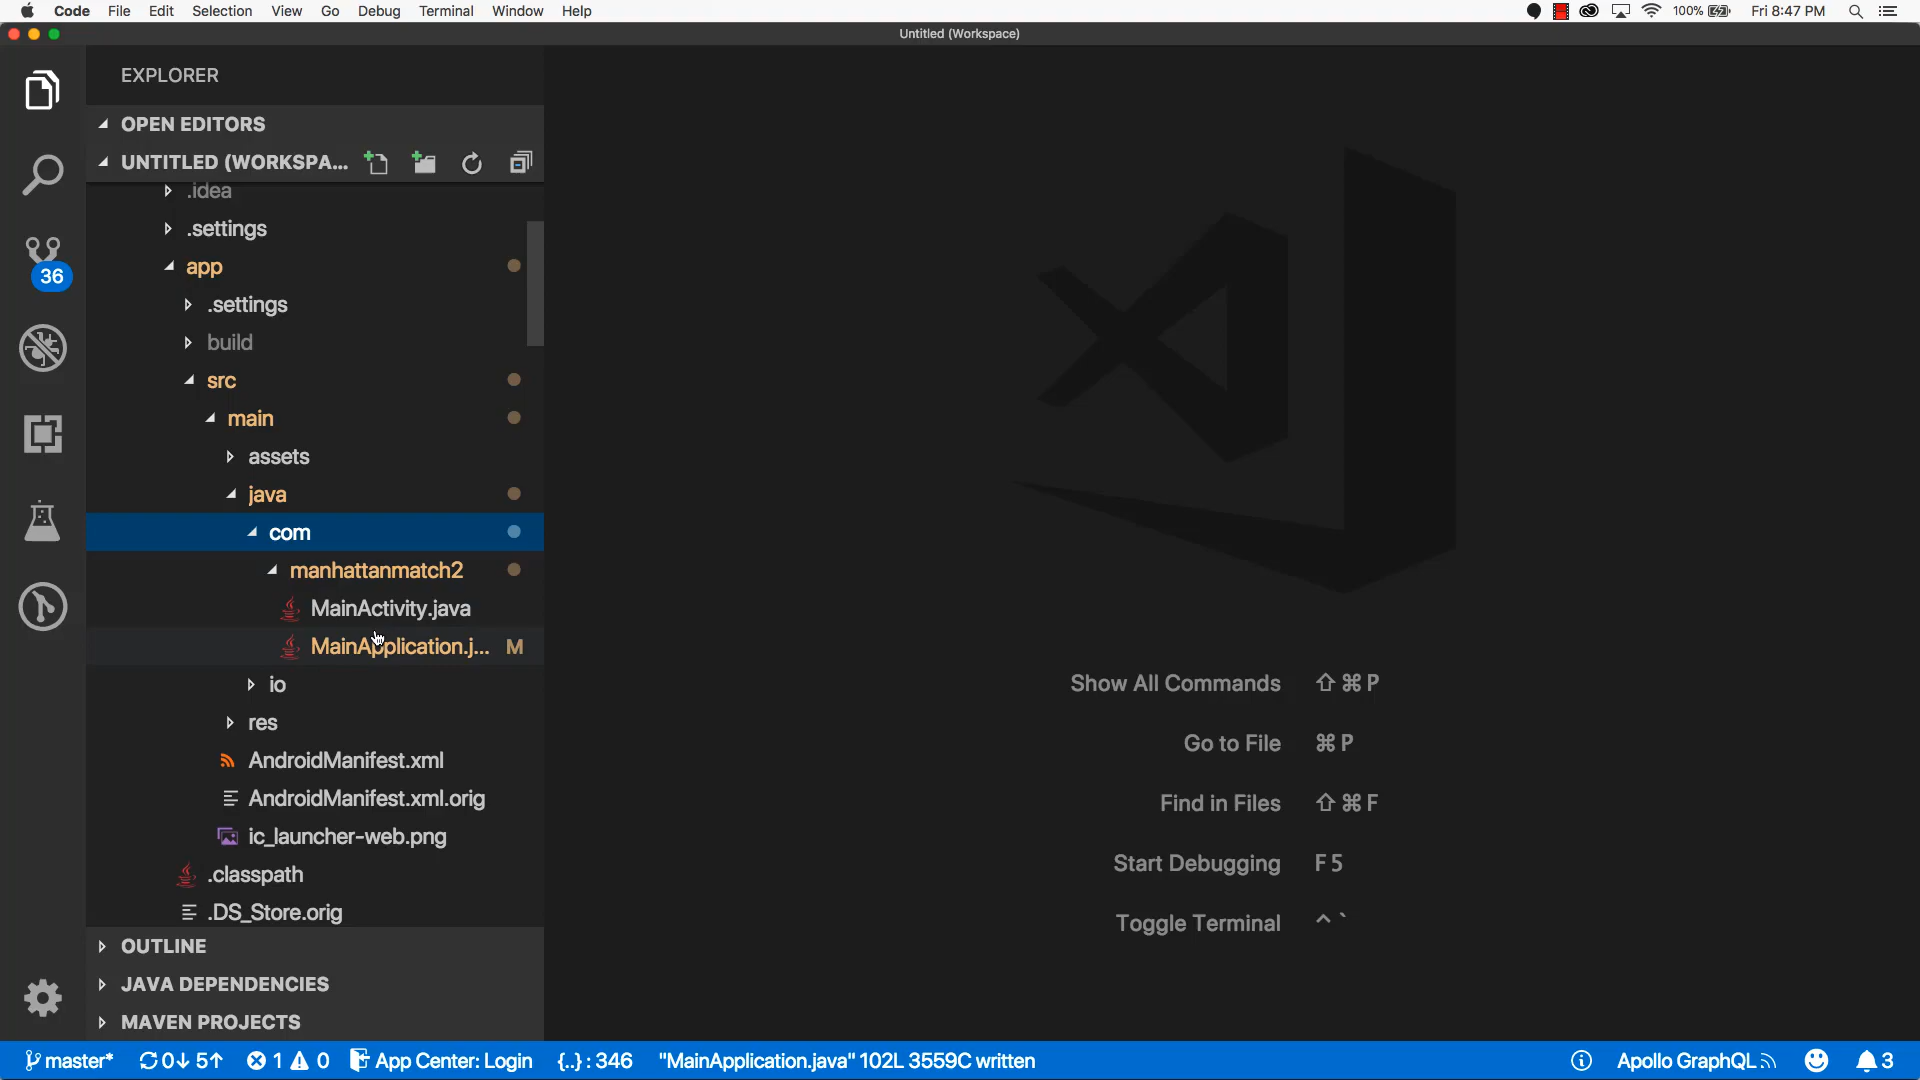 Code File Edit Selection View Go Debug Terminal Window Help 100% Fri 8:47 PM
Untitled (Workspace)
EXPLORER
OPEN EDITORS
UNTITLED (WORKSPA...
.idea
.settings
app
.settings
build
36
src
main
assets
java
com
manhattanmatch2
MainActivity.java
MainApplication.j... M
io
res
AndroidManifest.xml
AndroidManifest.xml.orig
ic_launcher-web.png
.classpath
.DS_Store.orig
OUTLINE
JAVA DEPENDENCIES
MAVEN PROJECTS
Show All Commands ⇧⌘P
Go to File ⌘P
Find in Files ⇧⌘F
Start Debugging F5
Toggle Terminal ^`
master* 0↓ 5↑ 1 0 App Center: Login {..} : 346 "MainApplication.java" 102L 3559C written Apollo GraphQL 3